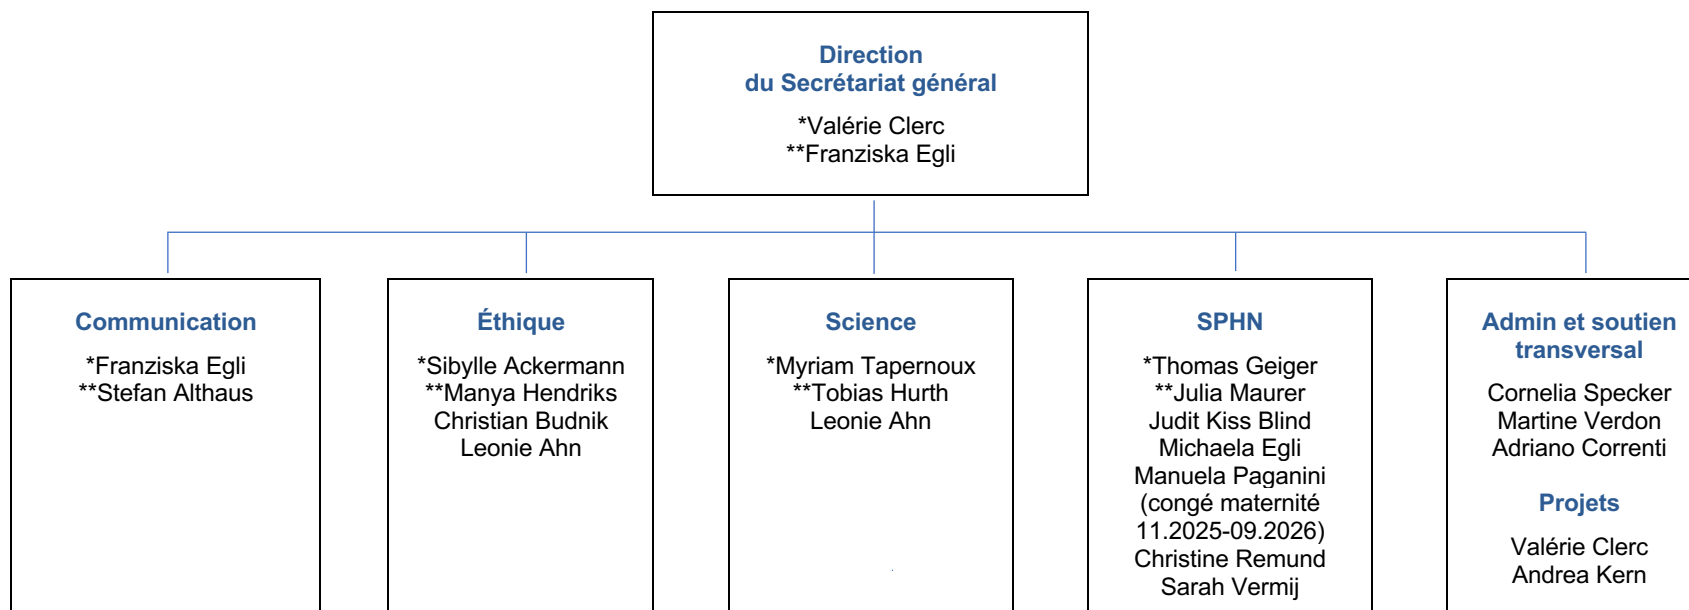 Direction
du Secrétariat général
*Valérie Clerc
**Franziska Egli
Communication
*Franziska Egli
**Stefan Althaus
Éthique
*Sibylle Ackermann
**Manya Hendriks
Christian Budnik
Leonie Ahn
Science
*Myriam Tapernoux
**Tobias Hurth
Leonie Ahn
SPHN
*Thomas Geiger
**Julia Maurer
Judit Kiss Blind
Michaela Egli
Manuela Paganini
(congé maternité
11.2025-09.2026)
Christine Remund
Sarah Vermij
Admin et soutien
transversal
Cornelia Specker
Martine Verdon
Adriano Correnti
Projets
Valérie Clerc
Andrea Kern